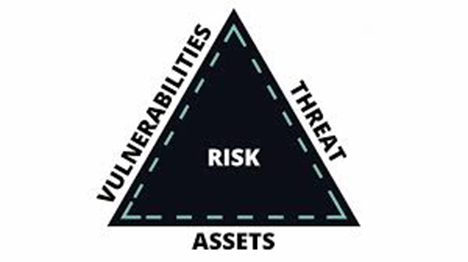 VULNERABILITIES
THREAT
RISK
ASSETS